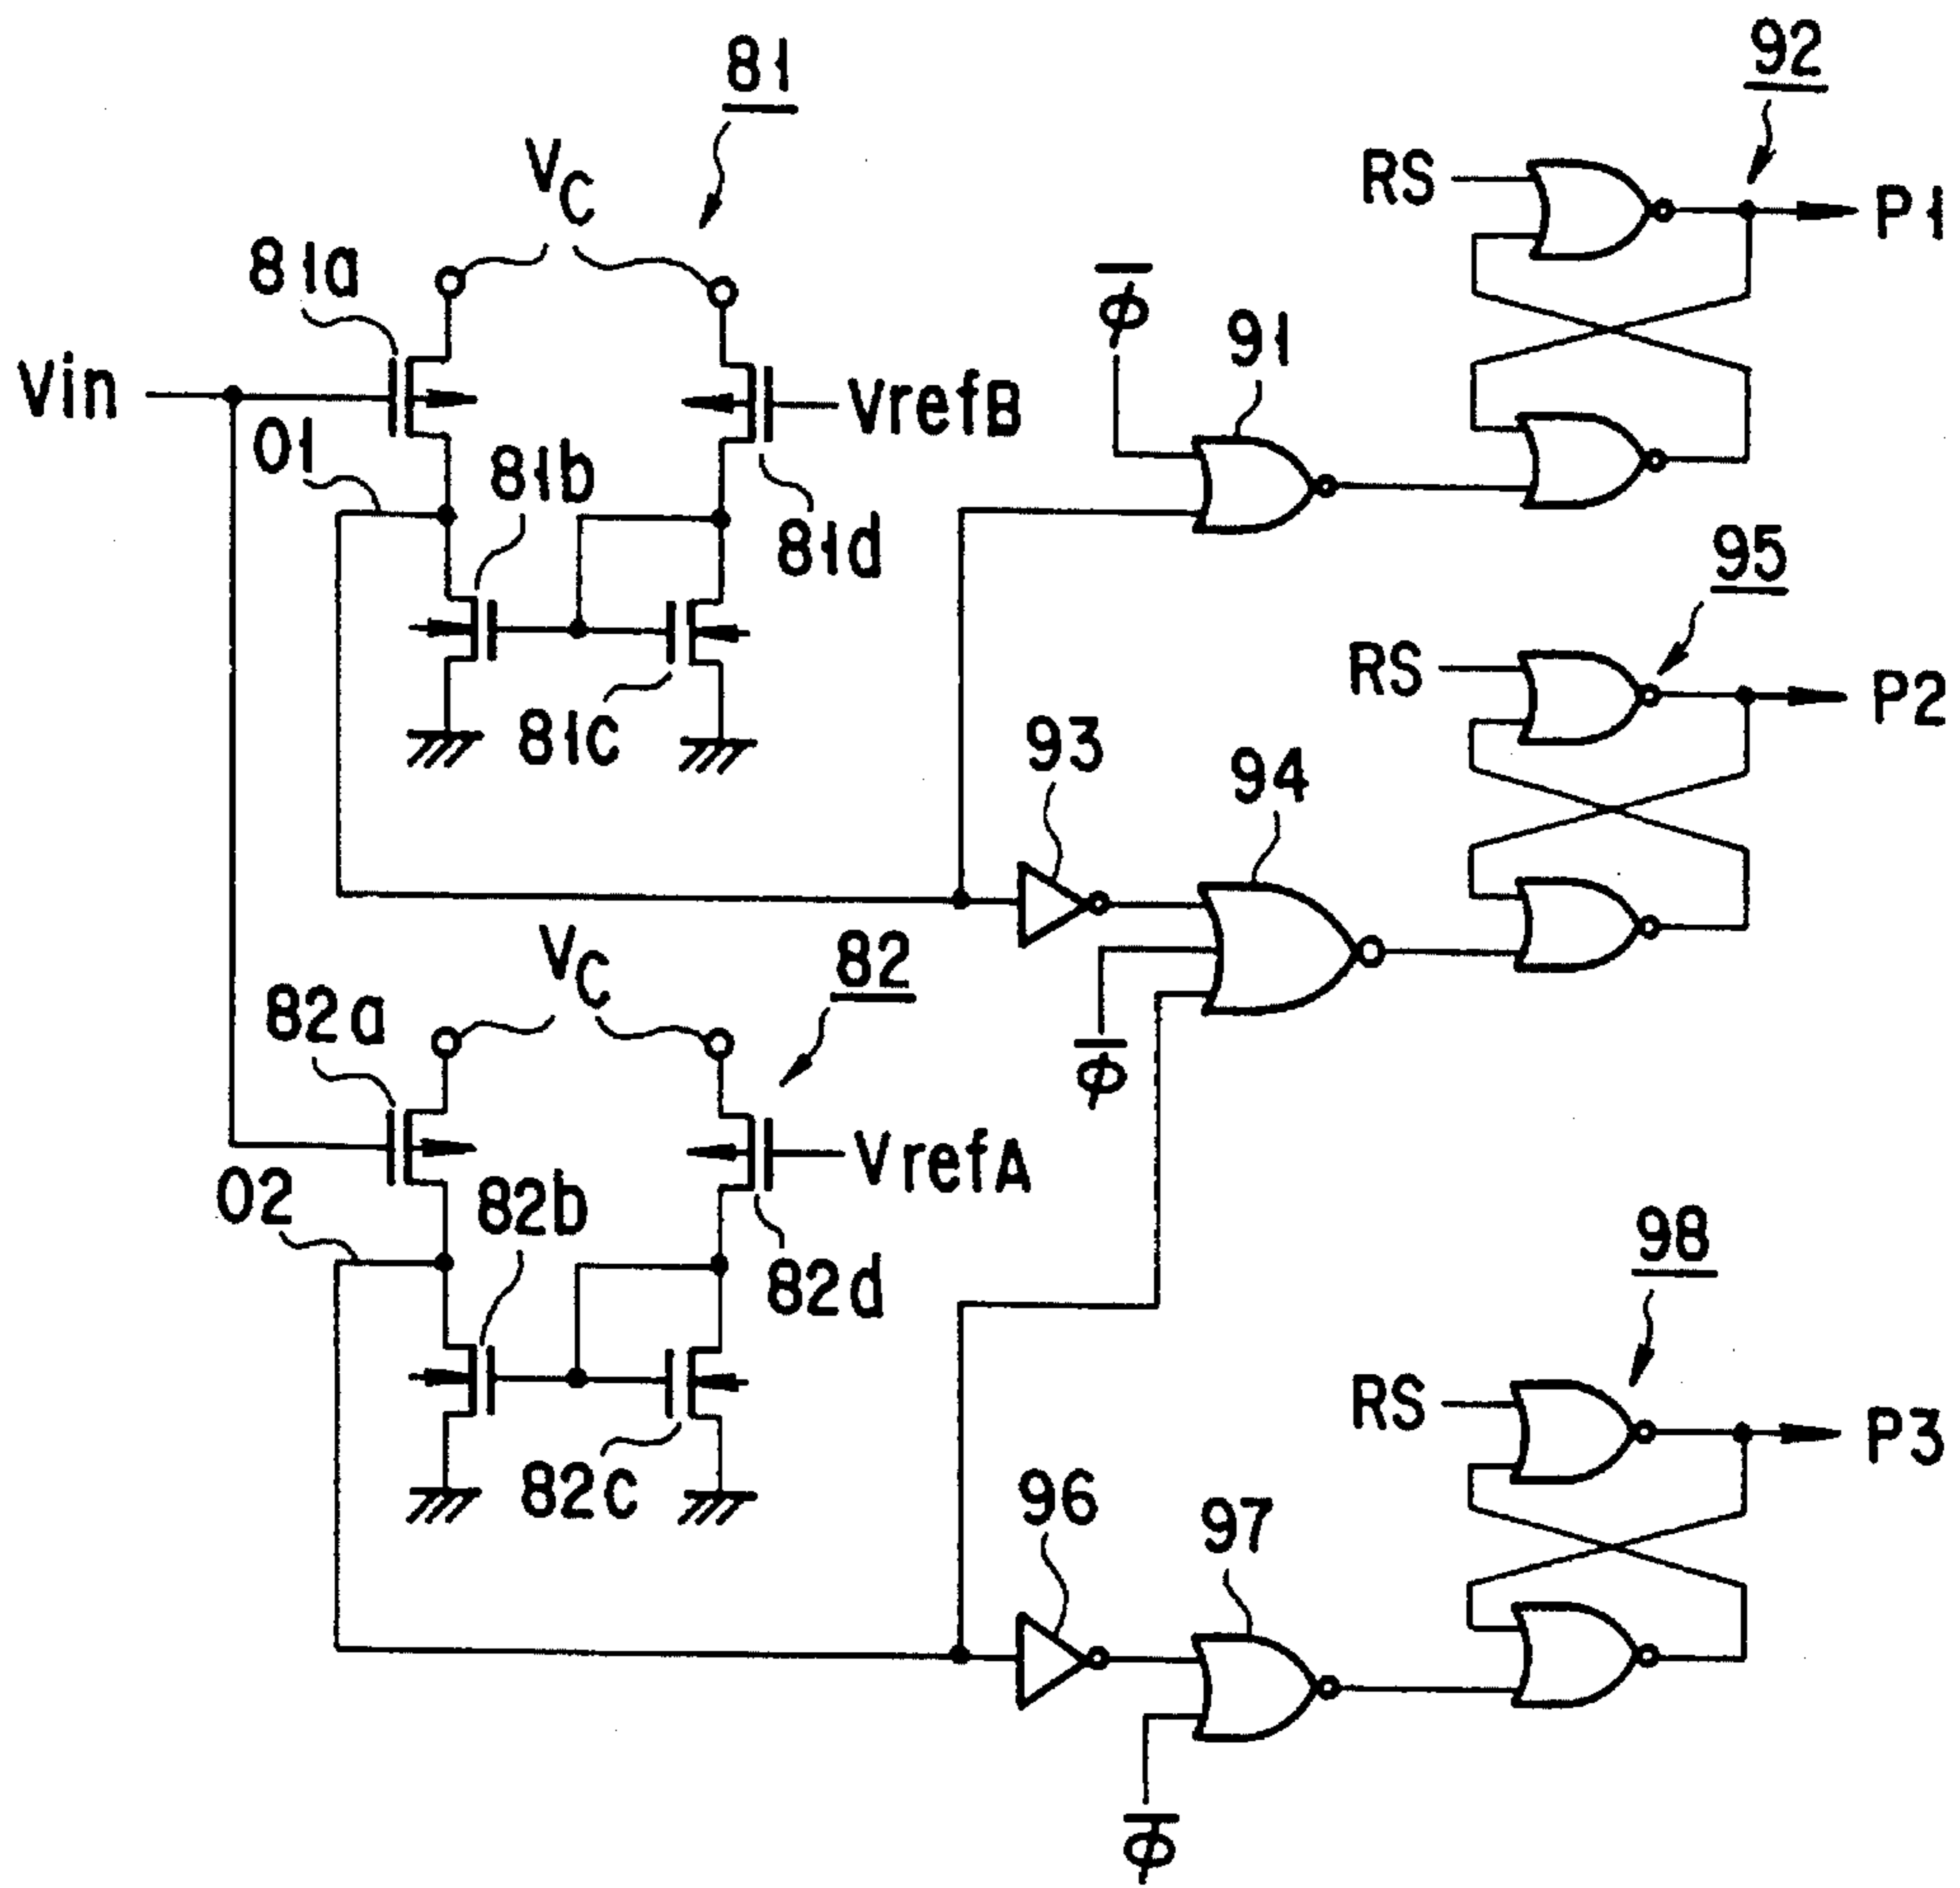 81
92
VC
RS
P1
81a
φ̅
91
Vin
VrefB
01
81b
81d
95
RS
P2
81c
93
94
VC
82
82a
φ̅
VrefA
02
82b
82d
98
RS
P3
82c
96
97
φ̅